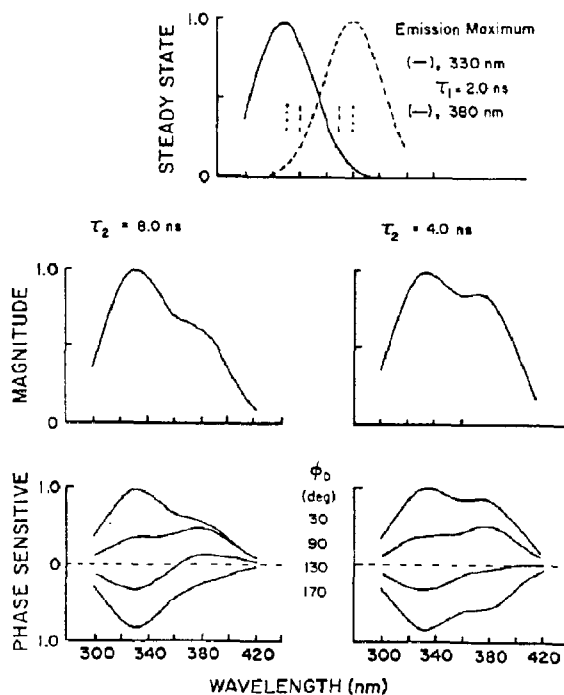 1.0
STEADY STATE
0
Emission Maximum
(—), 330 nm
τ₁ = 2.0 ns
(—), 380 nm
τ₂ = 8.0 ns
τ₂ = 4.0 ns
1.0
MAGNITUDE
0
1.0
PHASE SENSITIVE
0
1.0
ϕD
(deg)
30
90
130
170
300 340 380 420
300 340 380 420
WAVELENGTH (nm)